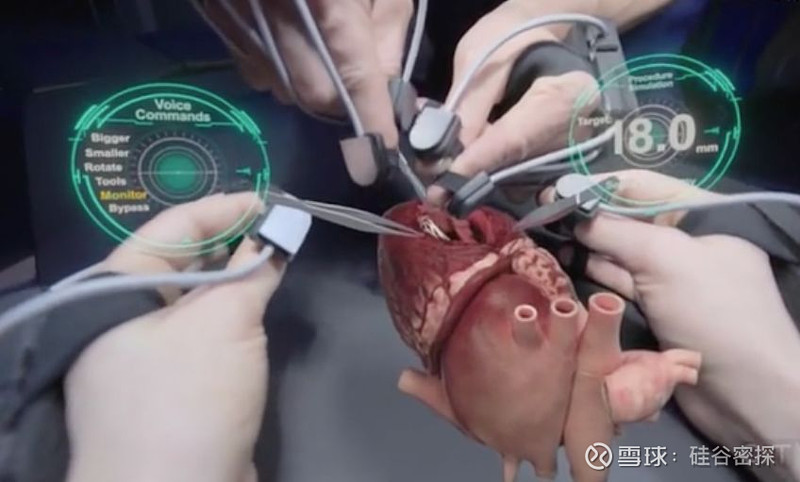 Voice
Commands
Bigger
Smaller
Rotate
Tools
Monitor
Bypass
Procedure
Simulation
Target:
18.0 mm
雪球：硅谷密探